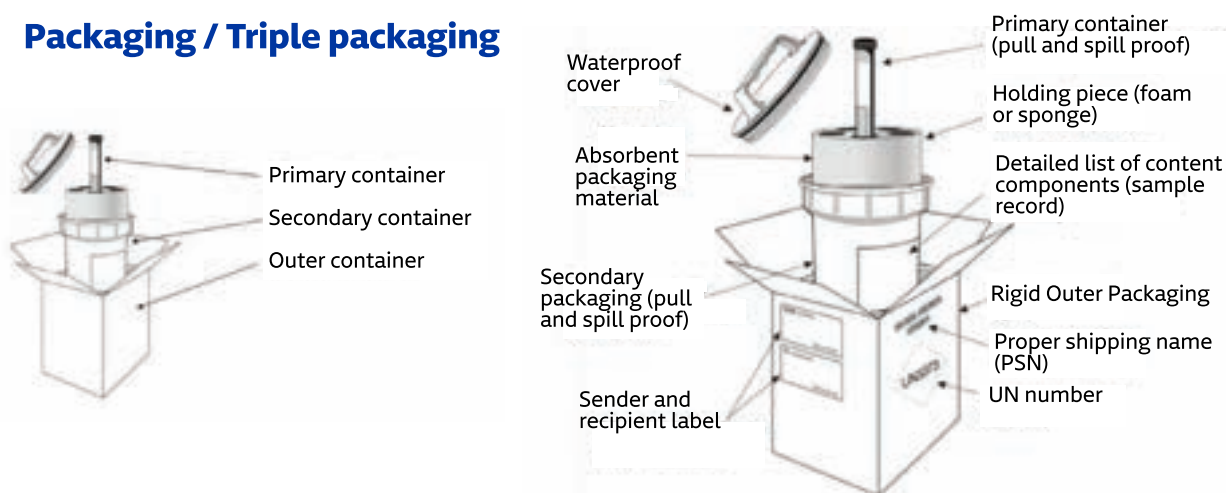 Packaging / Triple packaging
Primary container
Secondary container
Outer container
Waterproof
cover
Absorbent
packaging
material
Secondary
packaging (pull
and spill proof)
Sender and
recipient label
Primary container
(pull and spill proof)
Holding piece (foam
or sponge)
Detailed list of content
components (sample
record)
Rigid Outer Packaging
Proper shipping name
(PSN)
UN number